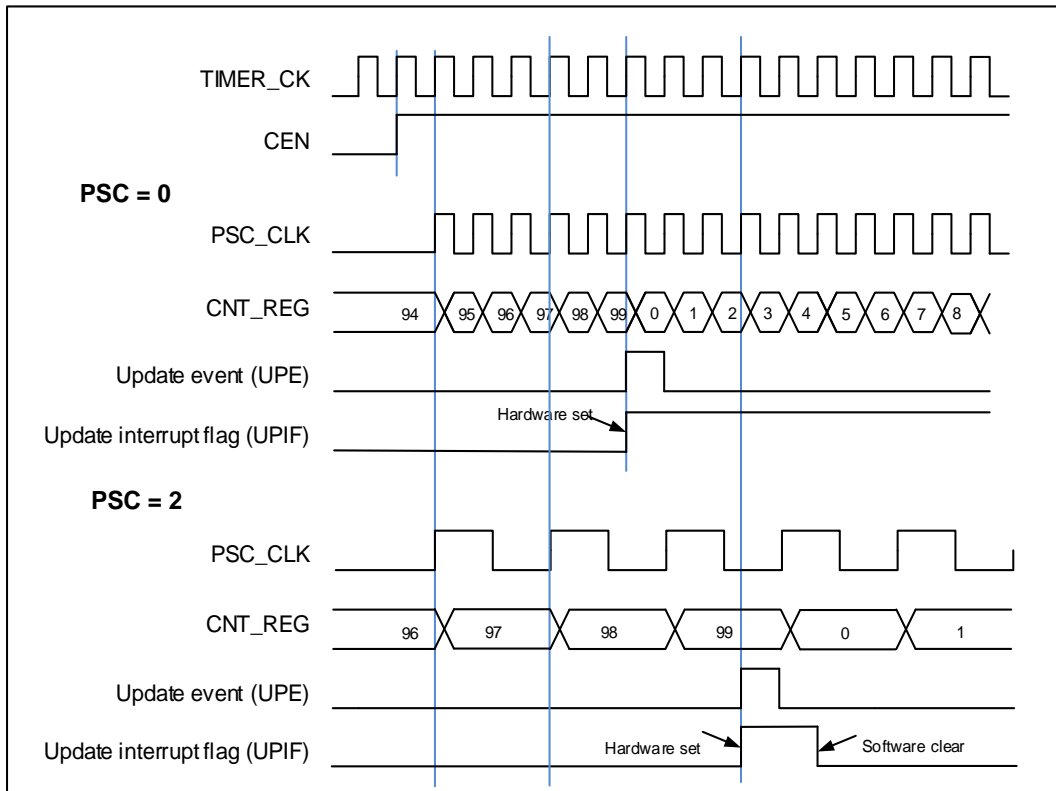 TIMER_CK
CEN
PSC = 0
PSC_CLK
CNT_REG 94 95 96 97 98 99 0 1 2 3 4 5 6 7 8
Update event (UPE)
Hardware set
Update interrupt flag (UPIF)
PSC = 2
PSC_CLK
CNT_REG 96 97 98 99 0 1
Update event (UPE)
Update interrupt flag (UPIF) Hardware set Software clear